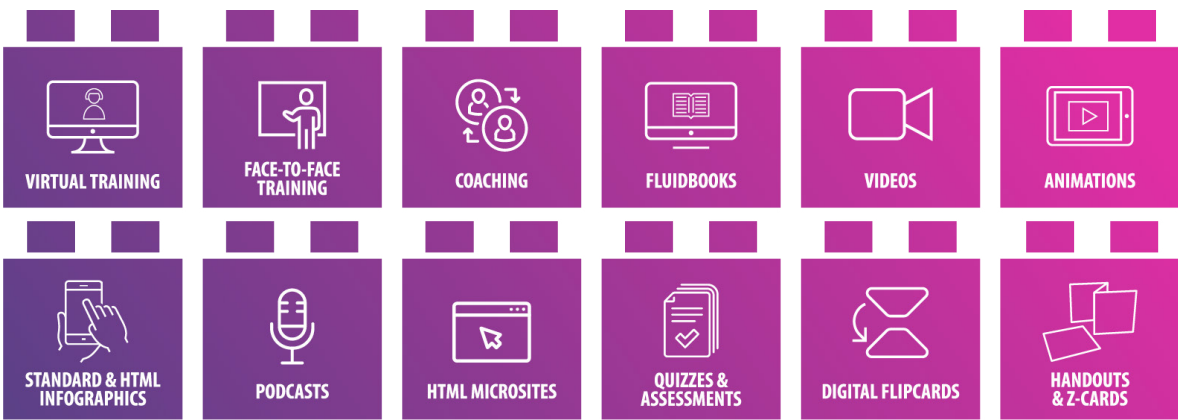 VIRTUAL TRAINING
FACE-TO-FACE
TRAINING
COACHING
FLUIDBOOKS
VIDEOS
ANIMATIONS
STANDARD & HTML
INFOGRAPHICS
PODCASTS
HTML MICROSITES
QUIZZES &
ASSESSMENTS
DIGITAL FLIPCARDS
HANDOUTS
& Z-CARDS